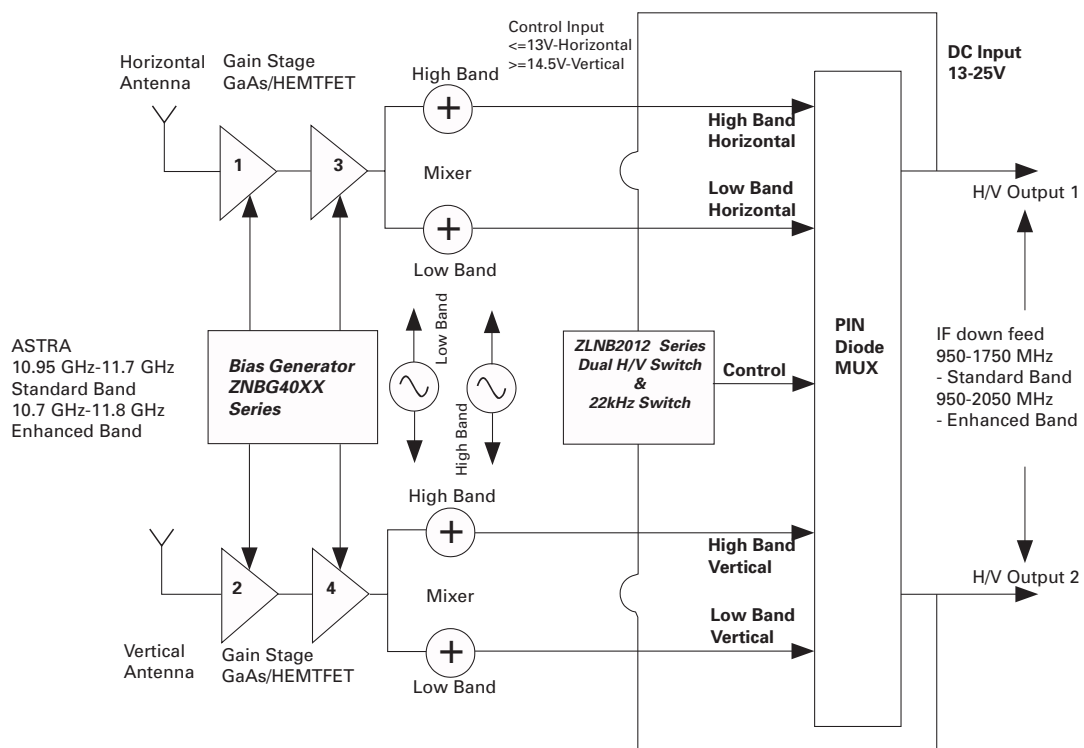 Control Input
<=13V-Horizontal
>=14.5V-Vertical
DC Input
13-25V
Horizontal
Antenna
Gain Stage
GaAs/HEMTFET
High Band
1
3
Mixer
High Band
Horizontal
Low Band
Horizontal
H/V Output 1
Low Band
ASTRA
10.95 GHz-11.7 GHz
Standard Band
10.7 GHz-11.8 GHz
Enhanced Band
Bias Generator
ZNBG40XX
Series
Low Band
High Band
ZLNB2012 Series
Dual H/V Switch
&
22kHz Switch
Control
PIN
Diode
MUX
IF down feed
950-1750 MHz
- Standard Band
950-2050 MHz
- Enhanced Band
High Band
2
4
Mixer
High Band
Vertical
H/V Output 2
Low Band
Vertical
Vertical
Antenna
Gain Stage
GaAs/HEMTFET
Low Band